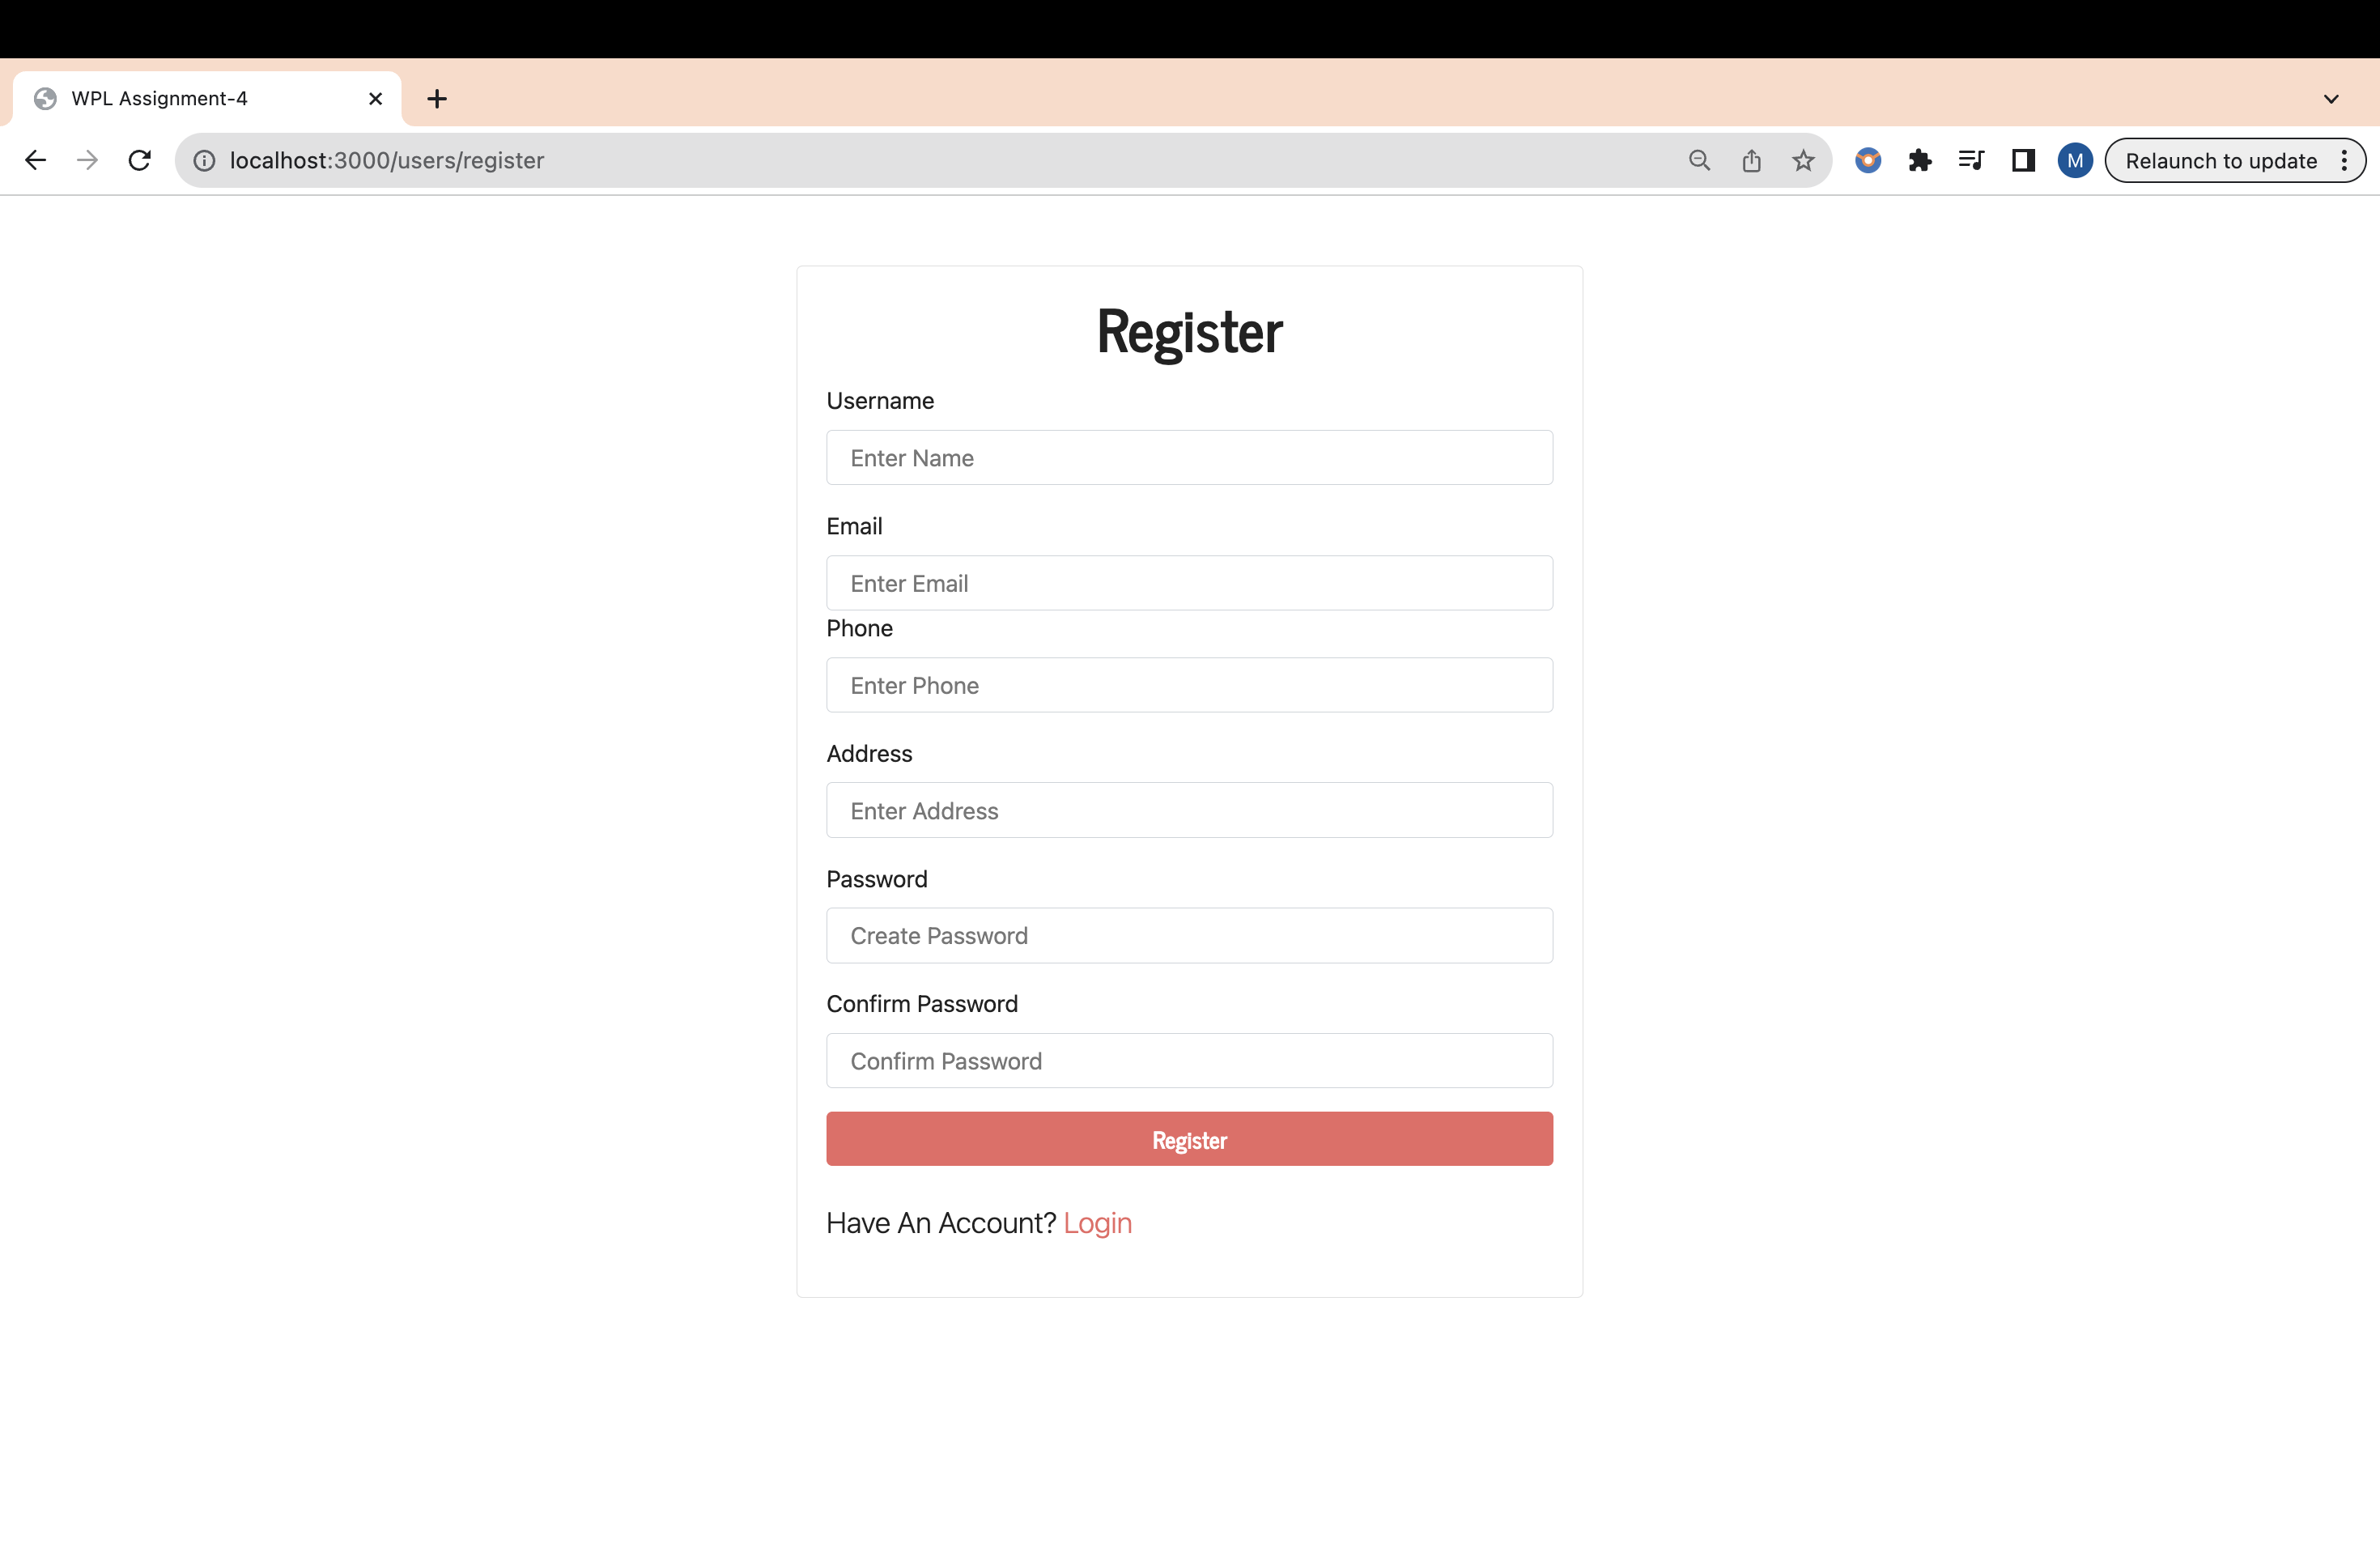 WPL Assignment-4
localhost:3000/users/register
M
Relaunch to update
Register
Username
Enter Name
Email
Enter Email
Phone
Enter Phone
Address
Enter Address
Password
Create Password
Confirm Password
Confirm Password
Register
Have An Account? Login